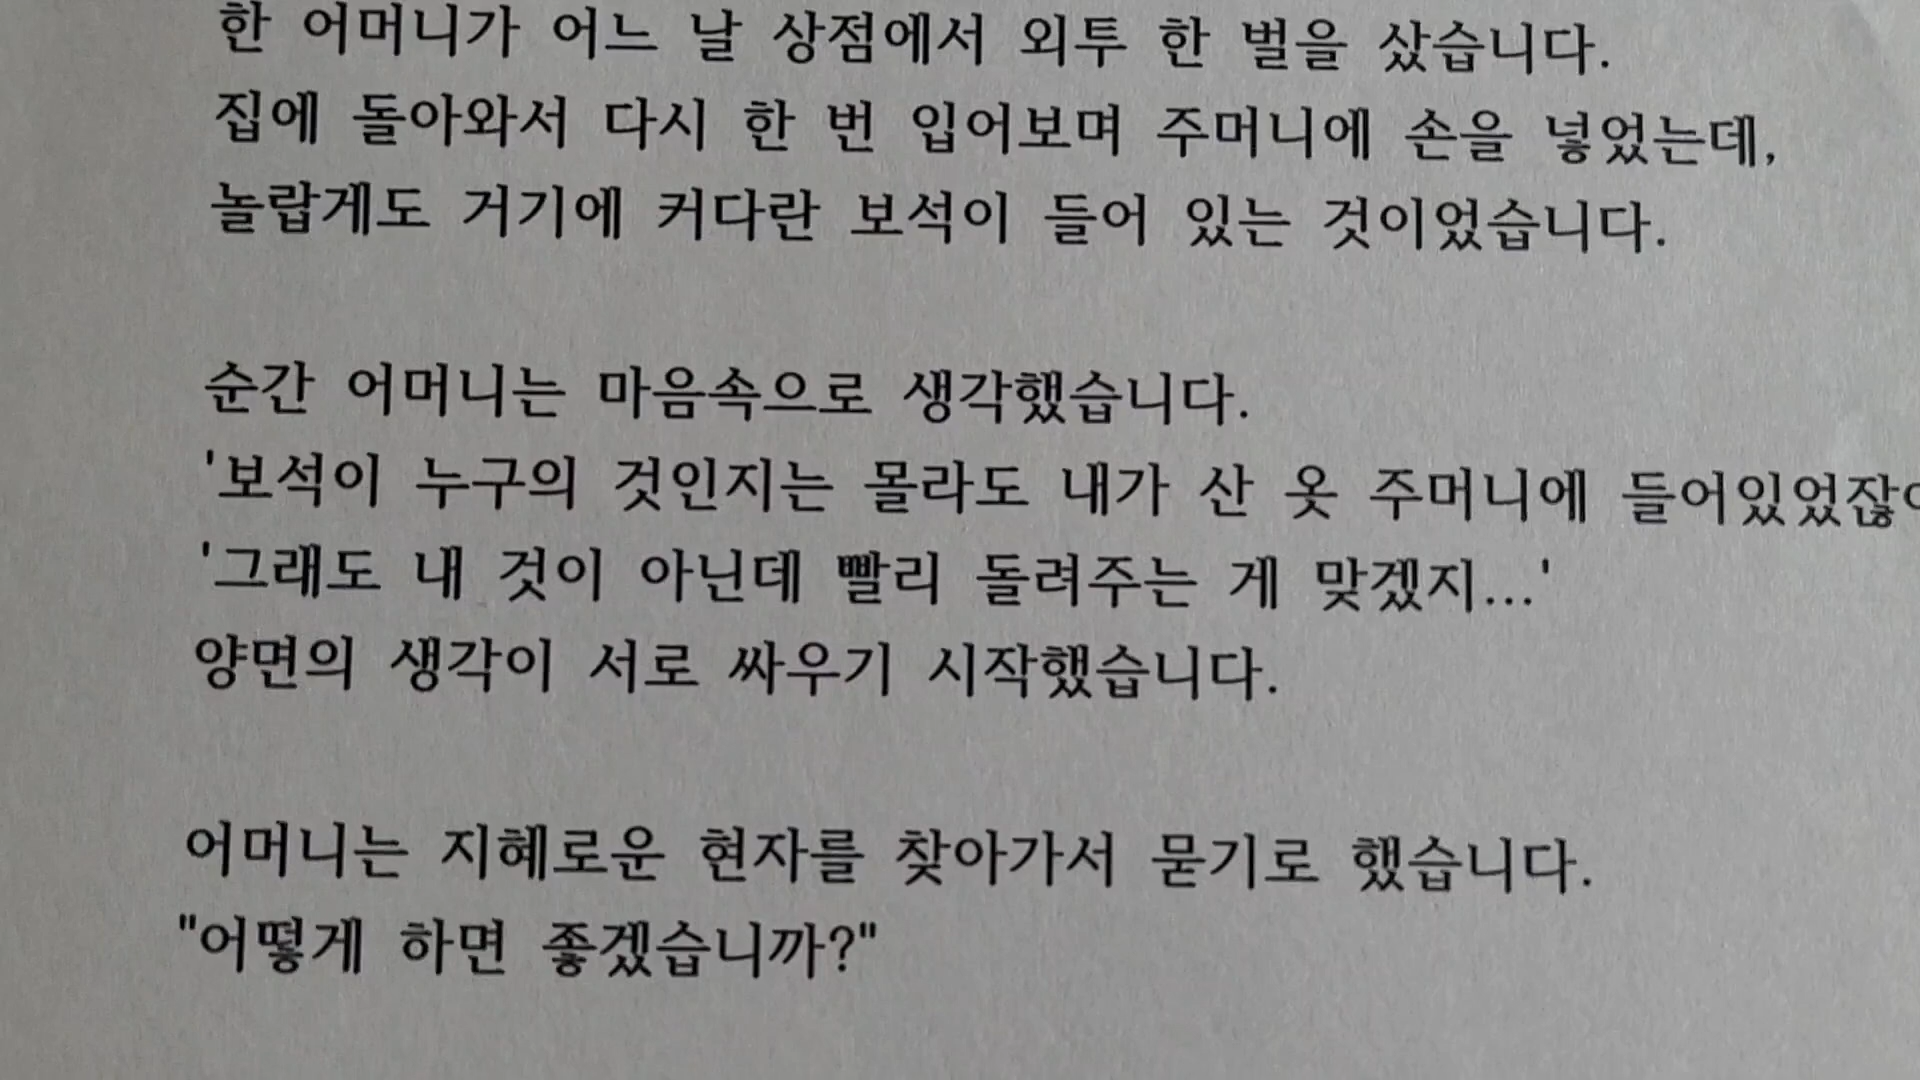 한 어머니가 어느 날 상점에서 외투 한 벌을 샀습니다.
집에 돌아와서 다시 한 번 입어보며 주머니에 손을 넣었는데,
놀랍게도 거기에 커다란 보석이 들어 있는 것이었습니다.
순간 어머니는 마음속으로 생각했습니다.
'보석이 누구의 것인지는 몰라도 내가 산 옷 주머니에
'그래도 내 것이 아닌데 빨리 돌려주는 게 맞겠지...'
양면의 생각이 서로 싸우기 시작했습니다.
어머니는 지혜로운 현자를 찾아가서 묻기로 했습니다.
"어떻게 하면 좋겠습니까?"